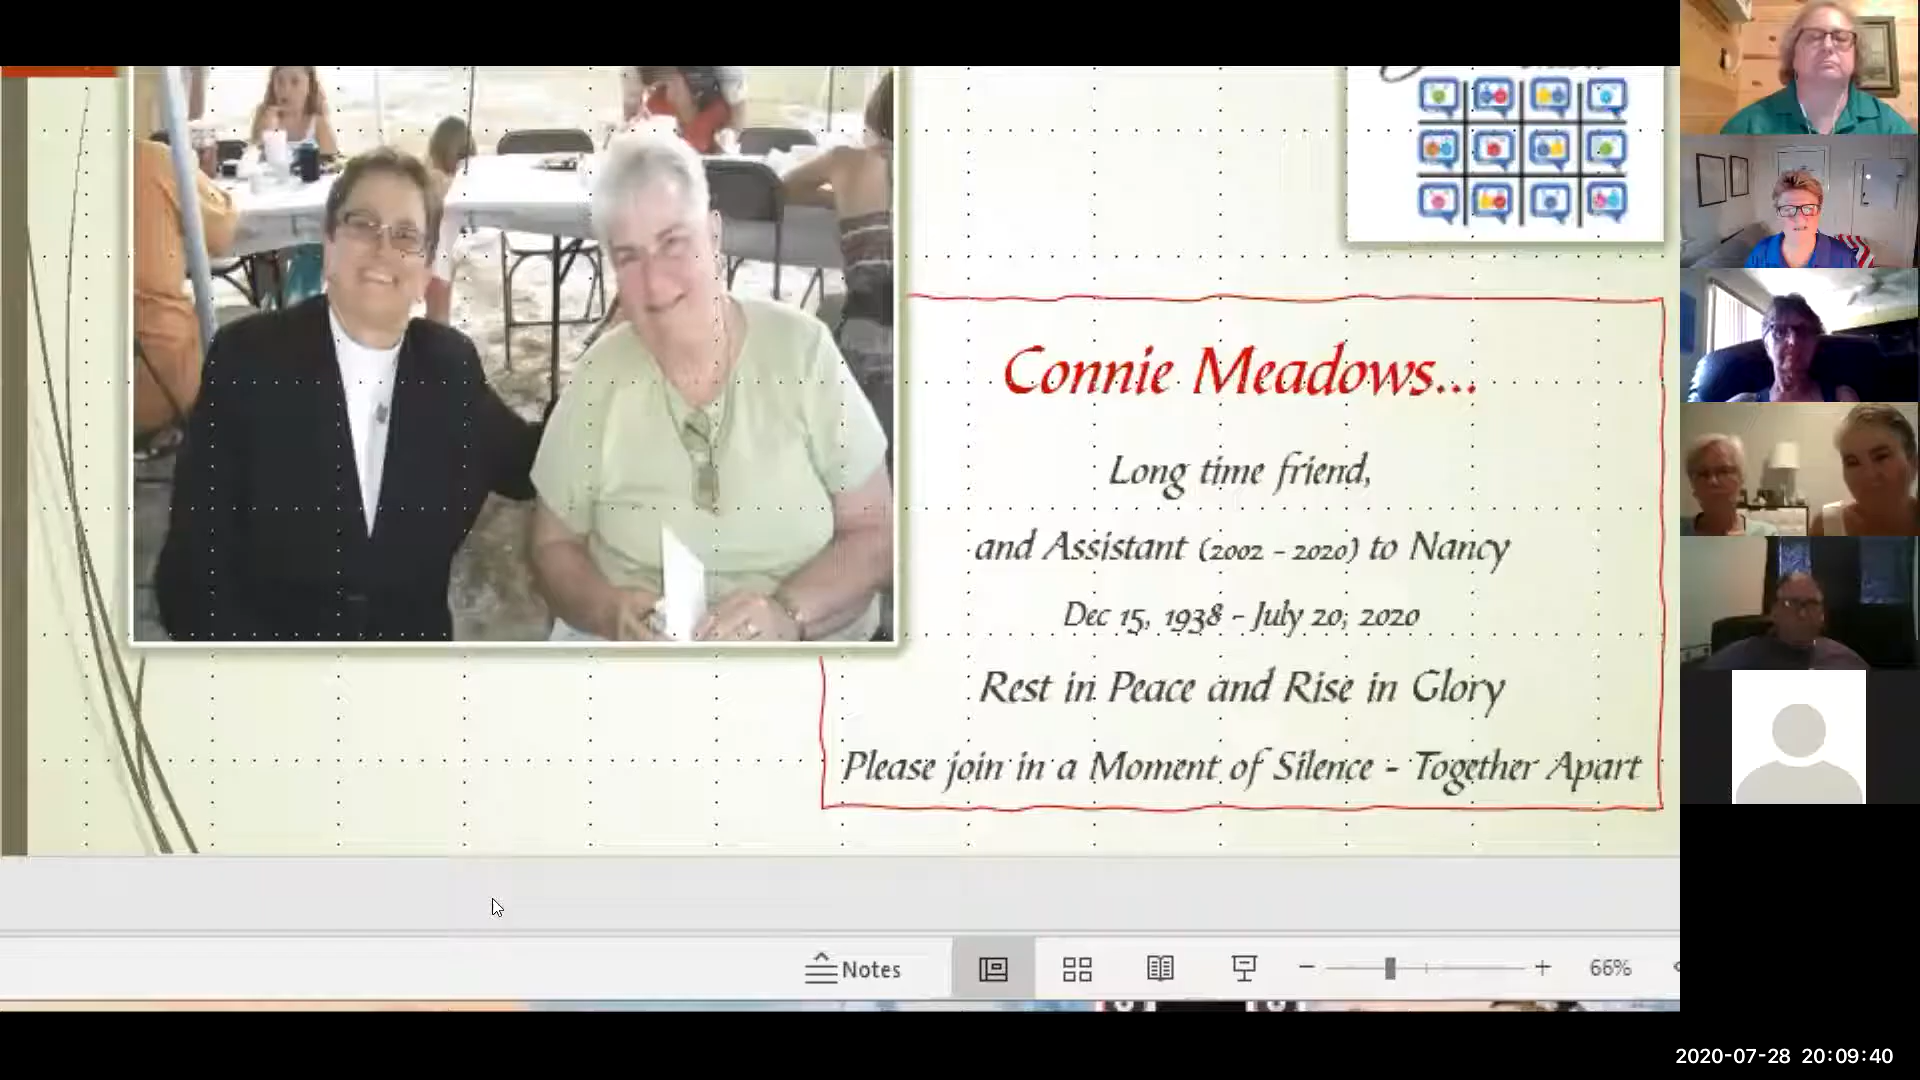 Connie Meadows...
Long time friend,
and Assistant (2002 - 2020) to Nancy
Dec 15, 1938 - July 20, 2020
Rest in Peace and Rise in Glory
Please join in a Moment of Silence - Together Apart
Notes
66%
2020-07-28 20:09:40